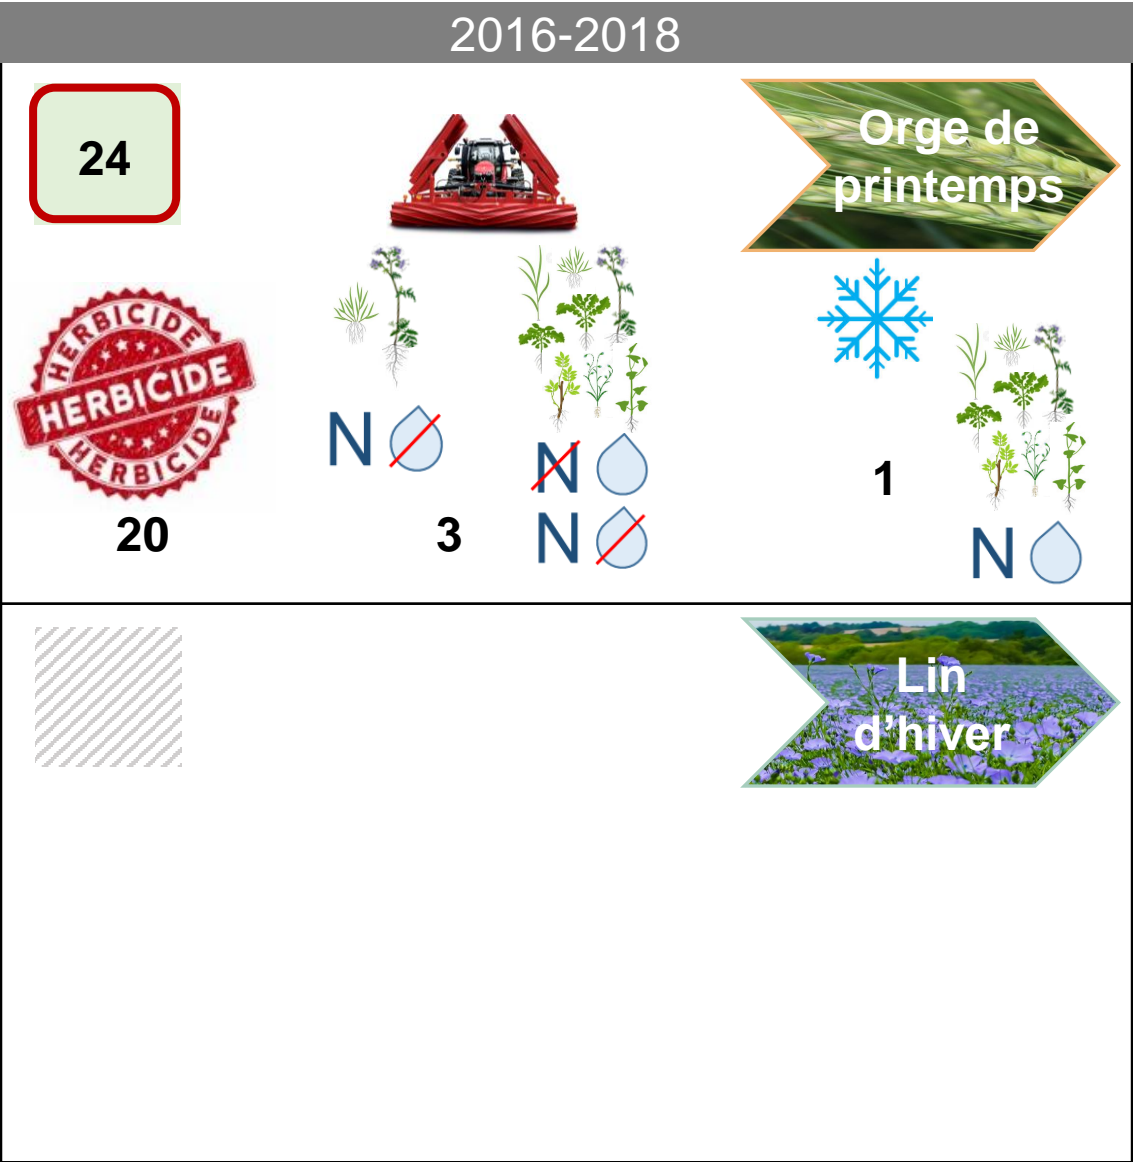 2016-2018
24
Orge de
printemps
HERBICIDE
HERBICIDE
HERBICIDE
20
N
N
N
3
1
N
Lin
d’hiver